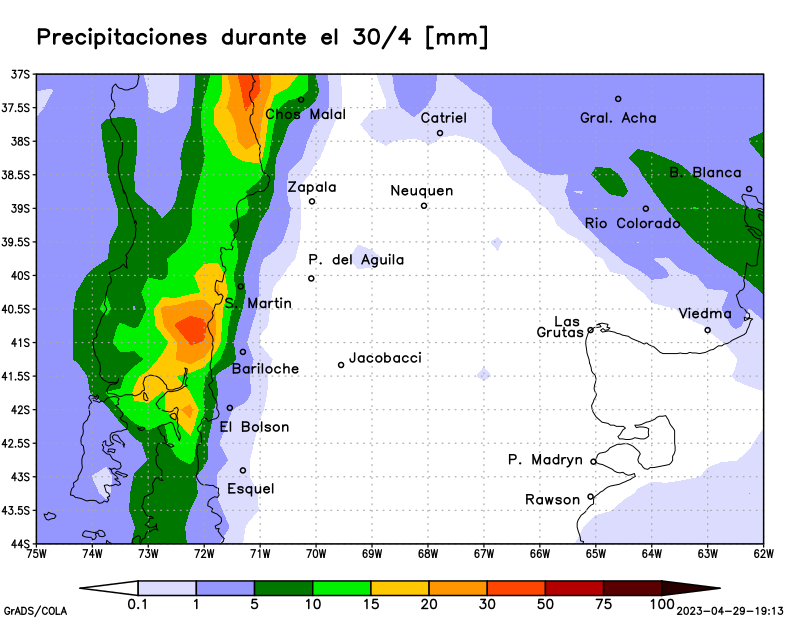 Precipitaciones durante el 30/4 [mm]
37S
37.5S
Chos Malal
Catriel
Gral. Acha
38S
38.5S
B. Blanca
Zapala
Neuquen
39S
Rio Colorado
39.5S
P. del Aguila
40S
S. Martin
40.5S
Viedma
Las
Grutas
41S
Jacobacci
Bariloche
41.5S
42S
El Bolson
42.5S
P. Madryn
43S
Esquel
Rawson
43.5S
44S
75W 74W 73W 72W 71W 70W 69W 68W 67W 66W 65W 64W 63W 62W
0.1 1 5 10 15 20 30 50 75 100
GrADS/COLA
2023-04-29-19:13